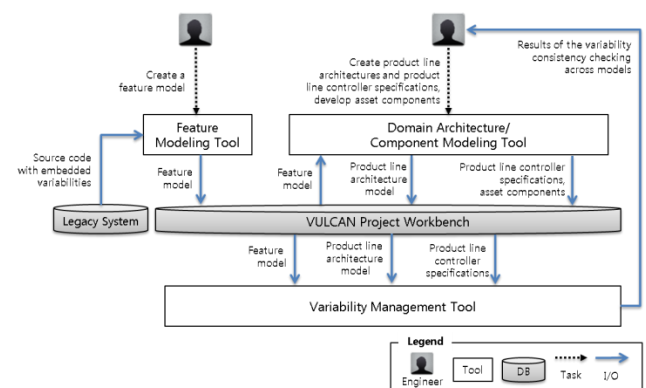 Create a
feature model
Create product line
architectures and product
line controller specifications,
develop asset components
Results of the variability
consistency checking
across models
Feature
Modeling Tool
Domain Architecture/
Component Modeling Tool
Source code
with embedded
variabilities
Feature
model
Feature
model
Product line
architecture
model
Product line controller
specifications,
asset components
Legacy System
VULCAN Project Workbench
Feature
model
Product line
architecture
model
Product line
controller
specifications
Variability Management Tool
Legend
Engineer
Tool
DB
Task
I/O